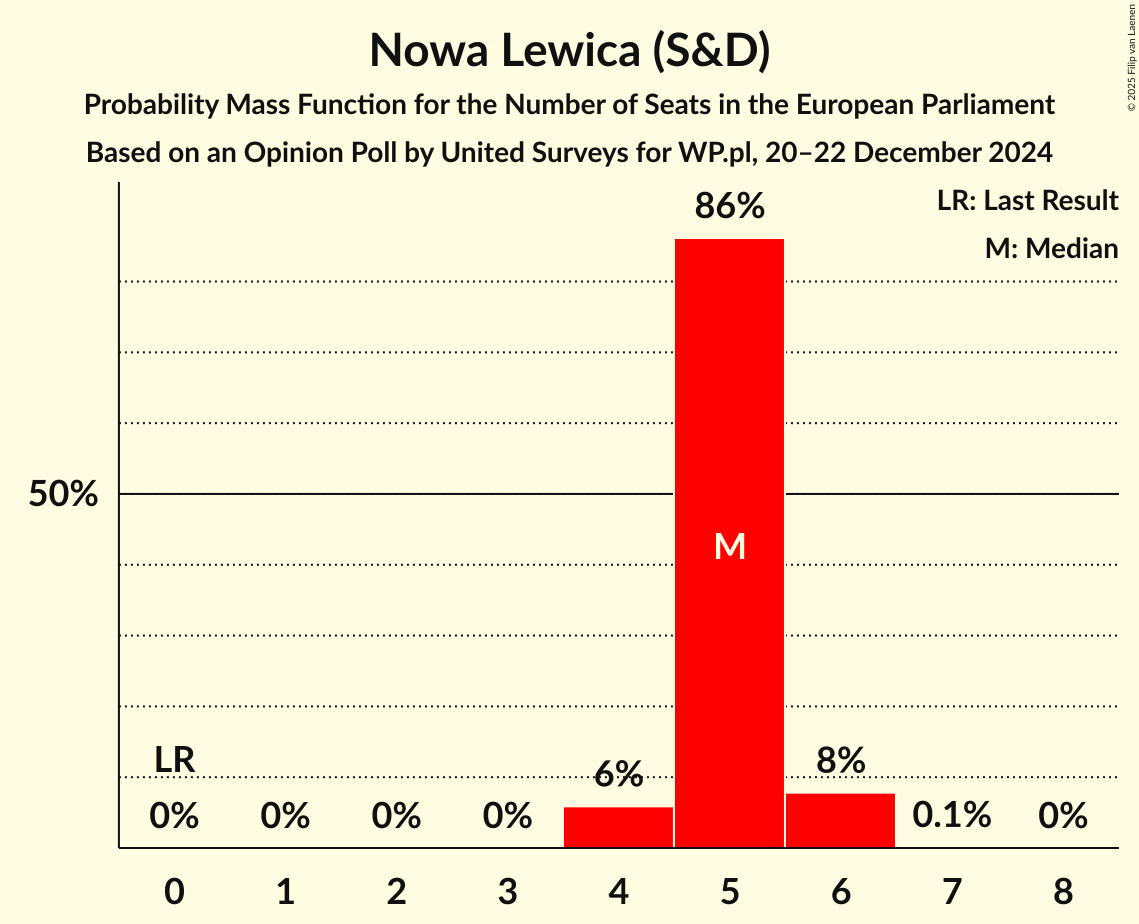 Nowa Lewica (S&D)
Probability Mass Function for the Number of Seats in the European Parliament
Based on an Opinion Poll by United Surveys for WP.pl, 20–22 December 2024
© 2025 Filip van Laenen
LR: Last Result
M: Median
86%
50%
M
LR
0%
0%
0%
0%
6%
8%
0.1%
0%
0
1
2
3
4
5
6
7
8